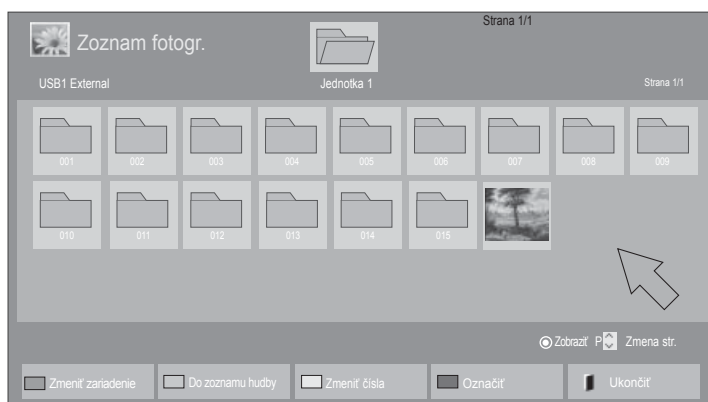 Strana 1/1
Zoznam fotogr.
USB1 External
Jednotka 1
Strana 1/1
001 002 003 004 005 006 007 008 009
010 011 012 013 014 015
Zobraziť P Zmena str.
Zmeniť zariadenie
Do zoznamu hudby
Zmeniť čísla
Označiť
Ukončiť